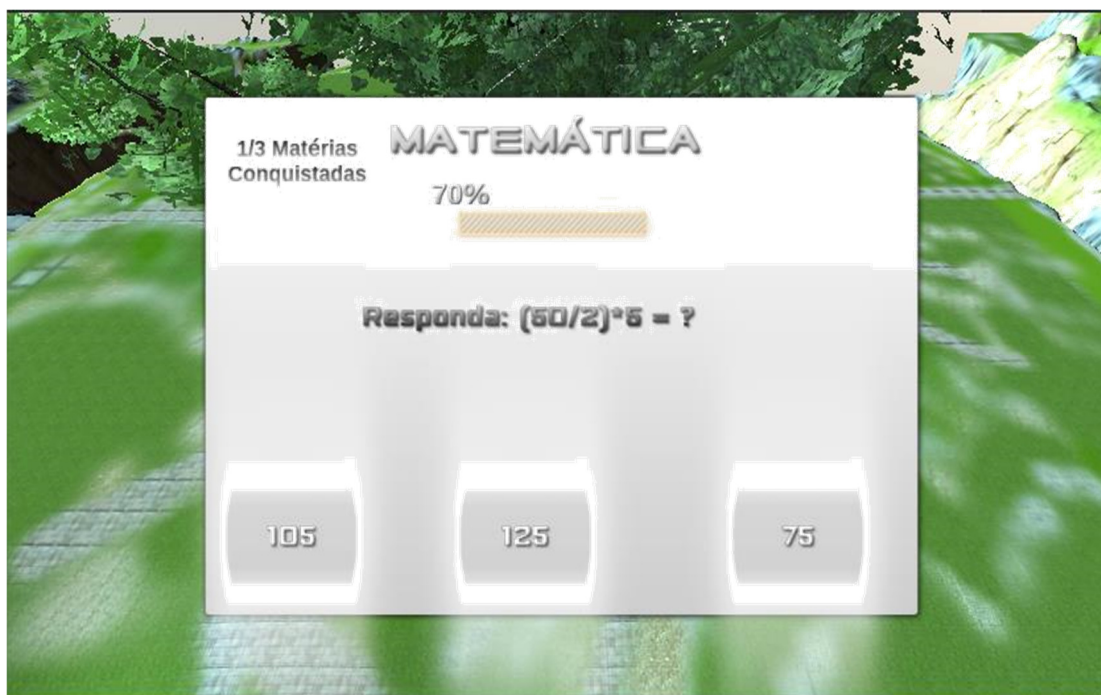 1/3 Matérias
Conquistadas
MATEMÁTICA
70%
Responda: (50/2)*5 = ?
105
125
75